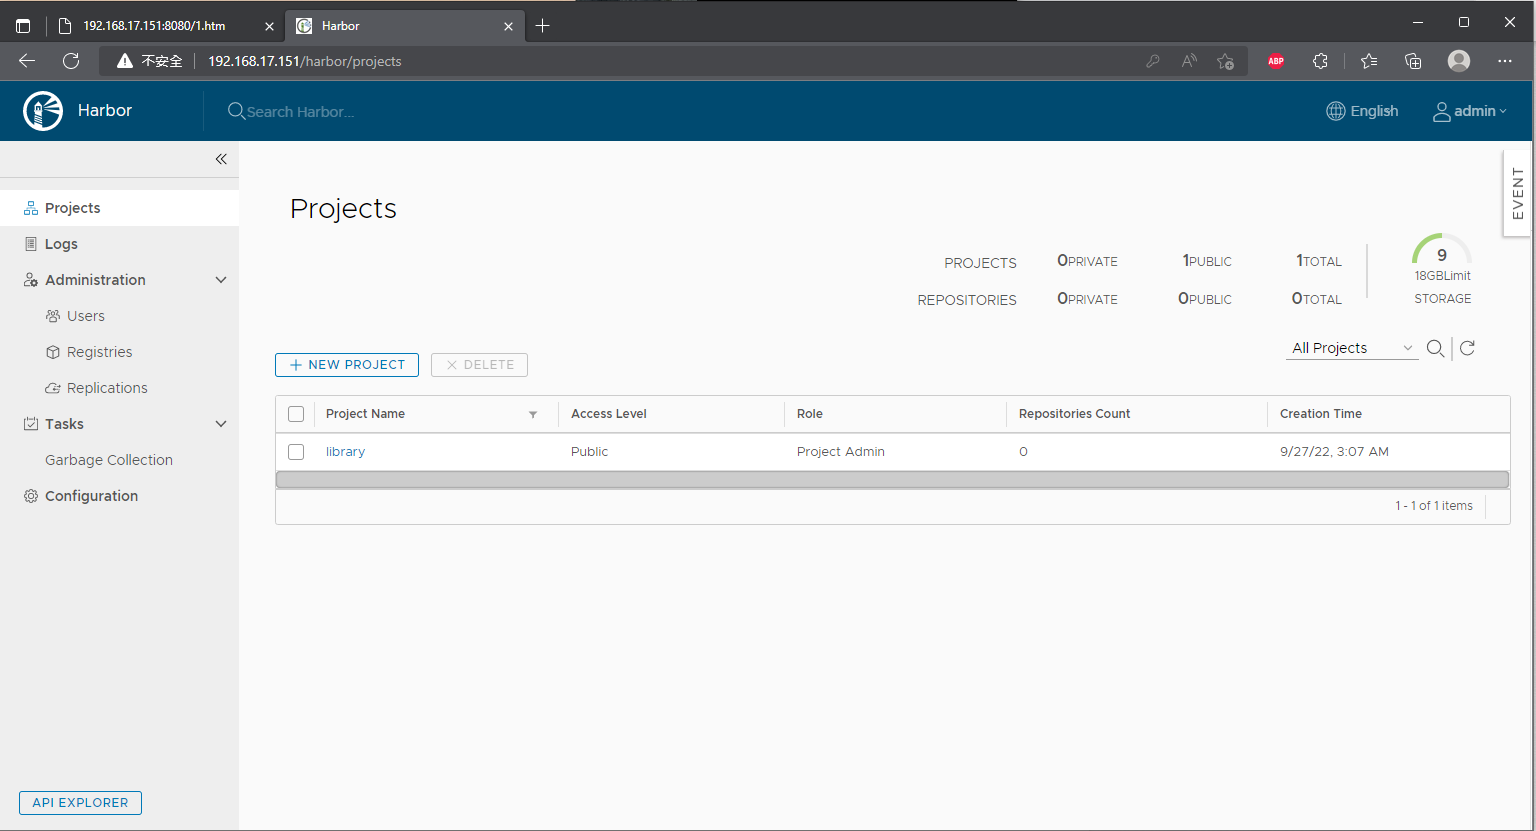 192.168.17.151:8080/1.htm
Harbor
不安全 192.168.17.151/harbor/projects
ABP
Harbor
Search Harbor...
English
admin
EVENT
Projects
Logs
Administration
Users
Registries
Replications
Tasks
Garbage Collection
Configuration
API EXPLORER
Projects
PROJECTS 0PRIVATE 1PUBLIC 1TOTAL
REPOSITORIES 0PRIVATE 0PUBLIC 0TOTAL
9
18GBLimit
STORAGE
All Projects
NEW PROJECT
DELETE
Project Name Access Level Role Repositories Count Creation Time
library Public Project Admin 0 9/27/22, 3:07 AM
1 - 1 of 1 items